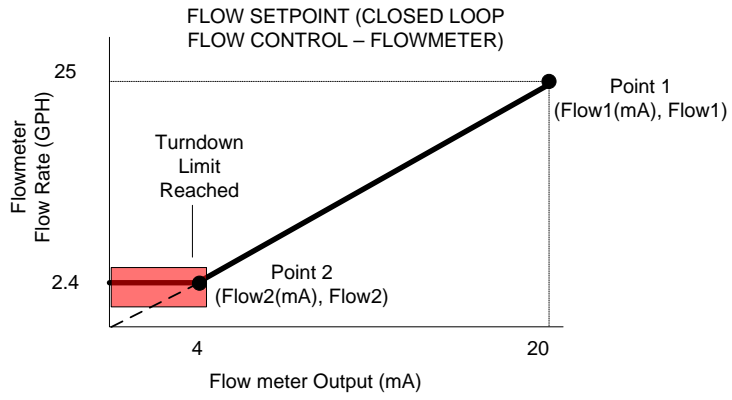 FLOW SETPOINT (CLOSED LOOP
FLOW CONTROL – FLOWMETER)
25
Point 1
(Flow1(mA), Flow1)
Flowmeter
Flow Rate (GPH)
Turndown
Limit
Reached
2.4
Point 2
(Flow2(mA), Flow2)
4
20
Flow meter Output (mA)